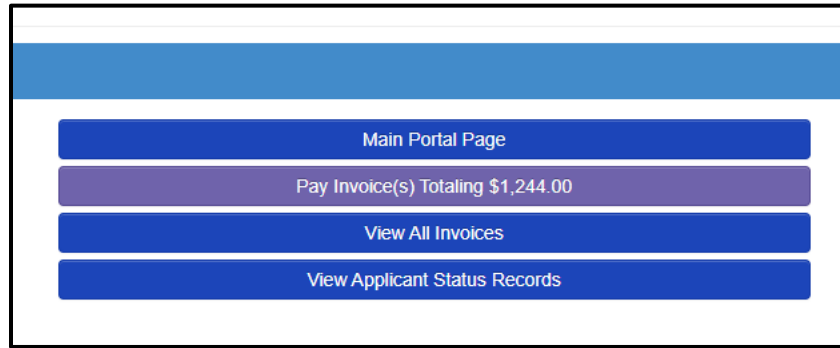 Main Portal Page
Pay Invoice(s) Totaling $1,244.00
View All Invoices
View Applicant Status Records